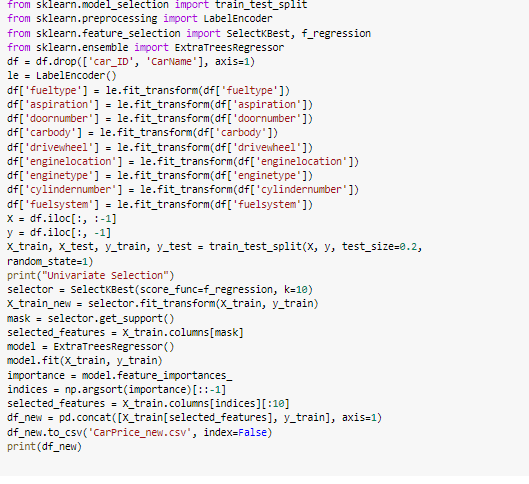 from sklearn.model_selection import train_test_split
from sklearn.preprocessing import LabelEncoder
from sklearn.feature_selection import SelectKBest, f_regression
from sklearn.ensemble import ExtraTreesRegressor
df = df.drop(['car_ID', 'CarName'], axis=1)
le = LabelEncoder()
df['fueltype'] = le.fit_transform(df['fueltype'])
df['aspiration'] = le.fit_transform(df['aspiration'])
df['doornumber'] = le.fit_transform(df['doornumber'])
df['carbody'] = le.fit_transform(df['carbody'])
df['drivewheel'] = le.fit_transform(df['drivewheel'])
df['enginelocation'] = le.fit_transform(df['enginelocation'])
df['enginetype'] = le.fit_transform(df['enginetype'])
df['cylindernumber'] = le.fit_transform(df['cylindernumber'])
df['fuelsystem'] = le.fit_transform(df['fuelsystem'])
X = df.iloc[:, :-1]
y = df.iloc[:, -1]
X_train, X_test, y_train, y_test = train_test_split(X, y, test_size=0.2,
random_state=1)
print("Univariate Selection")
selector = SelectKBest(score_func=f_regression, k=10)
X_train_new = selector.fit_transform(X_train, y_train)
mask = selector.get_support()
selected_features = X_train.columns[mask]
model = ExtraTreesRegressor()
model.fit(X_train, y_train)
importance = model.feature_importances_
indices = np.argsort(importance)[::-1]
selected_features = X_train.columns[indices][:10]
df_new = pd.concat([X_train[selected_features], y_train], axis=1)
df_new.to_csv('CarPrice_new.csv', index=False)
print(df_new)